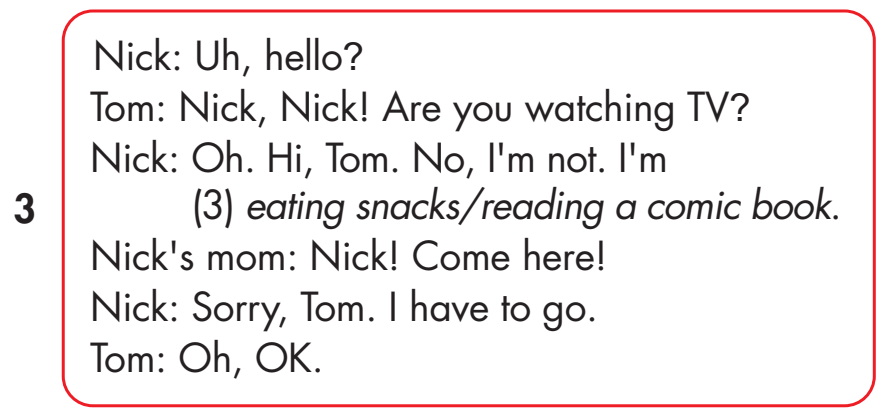 Nick: Uh, hello?
Tom: Nick, Nick! Are you watching TV?
Nick: Oh. Hi, Tom. No, I'm not. I'm
3 (3) eating snacks/reading a comic book.
Nick's mom: Nick! Come here!
Nick: Sorry, Tom. I have to go.
Tom: Oh, OK.